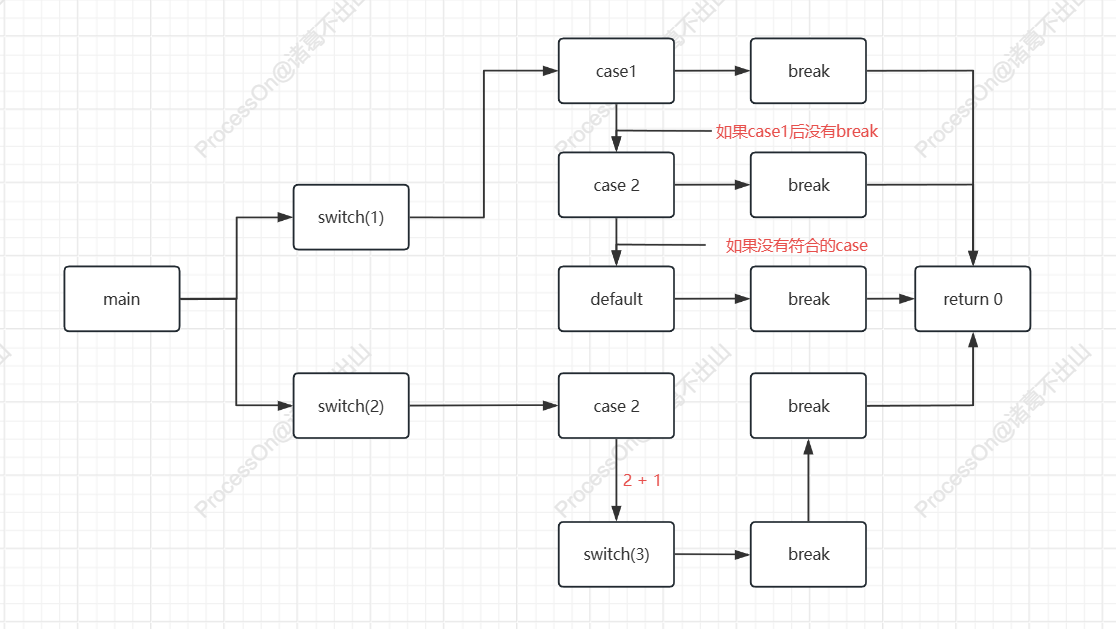 case1
break
如果case1后没有break
case 2
break
switch(1)
如果没有符合的case
main
default
break
return 0
switch(2)
case 2
break
2 + 1
switch(3)
break
ProcessOn@诸葛不出山